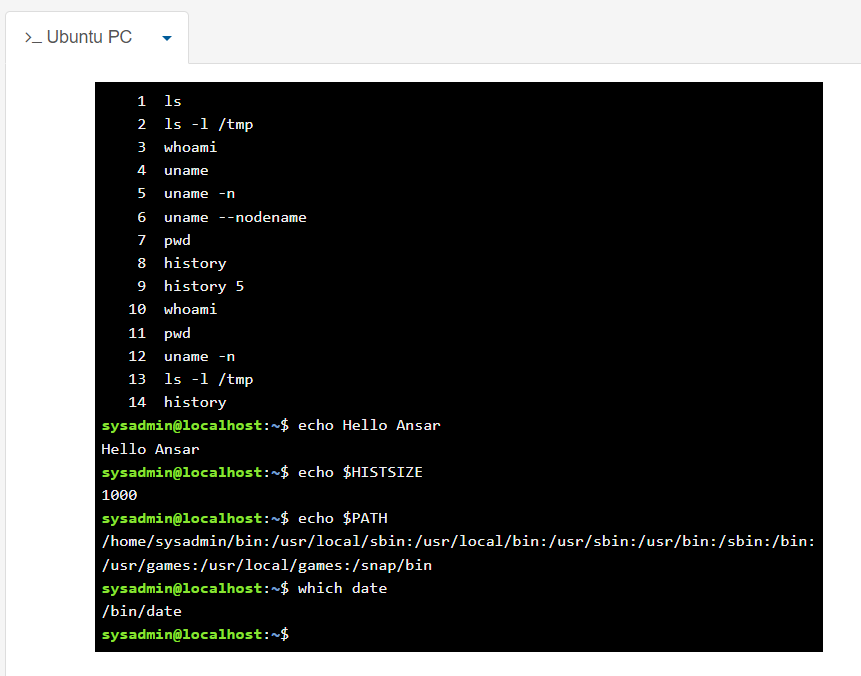 >_ Ubuntu PC
1 ls
2 ls -l /tmp
3 whoami
4 uname
5 uname -n
6 uname --nodename
7 pwd
8 history
9 history 5
10 whoami
11 pwd
12 uname -n
13 ls -l /tmp
14 history
sysadmin@localhost:~$ echo Hello Ansar
Hello Ansar
sysadmin@localhost:~$ echo $HISTSIZE
1000
sysadmin@localhost:~$ echo $PATH
/home/sysadmin/bin:/usr/local/sbin:/usr/local/bin:/usr/sbin:/usr/bin:/sbin:/bin:
/usr/games:/usr/local/games:/snap/bin
sysadmin@localhost:~$ which date
/bin/date
sysadmin@localhost:~$